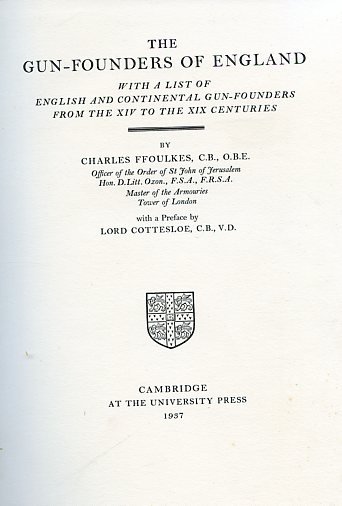 THE
GUN-FOUNDERS OF ENGLAND
WITH A LIST OF
ENGLISH AND CONTINENTAL GUN-FOUNDERS
FROM THE XIV TO THE XIX CENTURIES
BY
CHARLES FFOULKES, C.B., O.B.E.
Officer of the Order of St John of Jerusalem
Hon. D.Litt. Oxon., F.S.A., F.R.S.A.
Master of the Armouries
Tower of London
with a Preface by
LORD COTTESLOE, C.B., V.D.
CAMBRIDGE
AT THE UNIVERSITY PRESS
1937